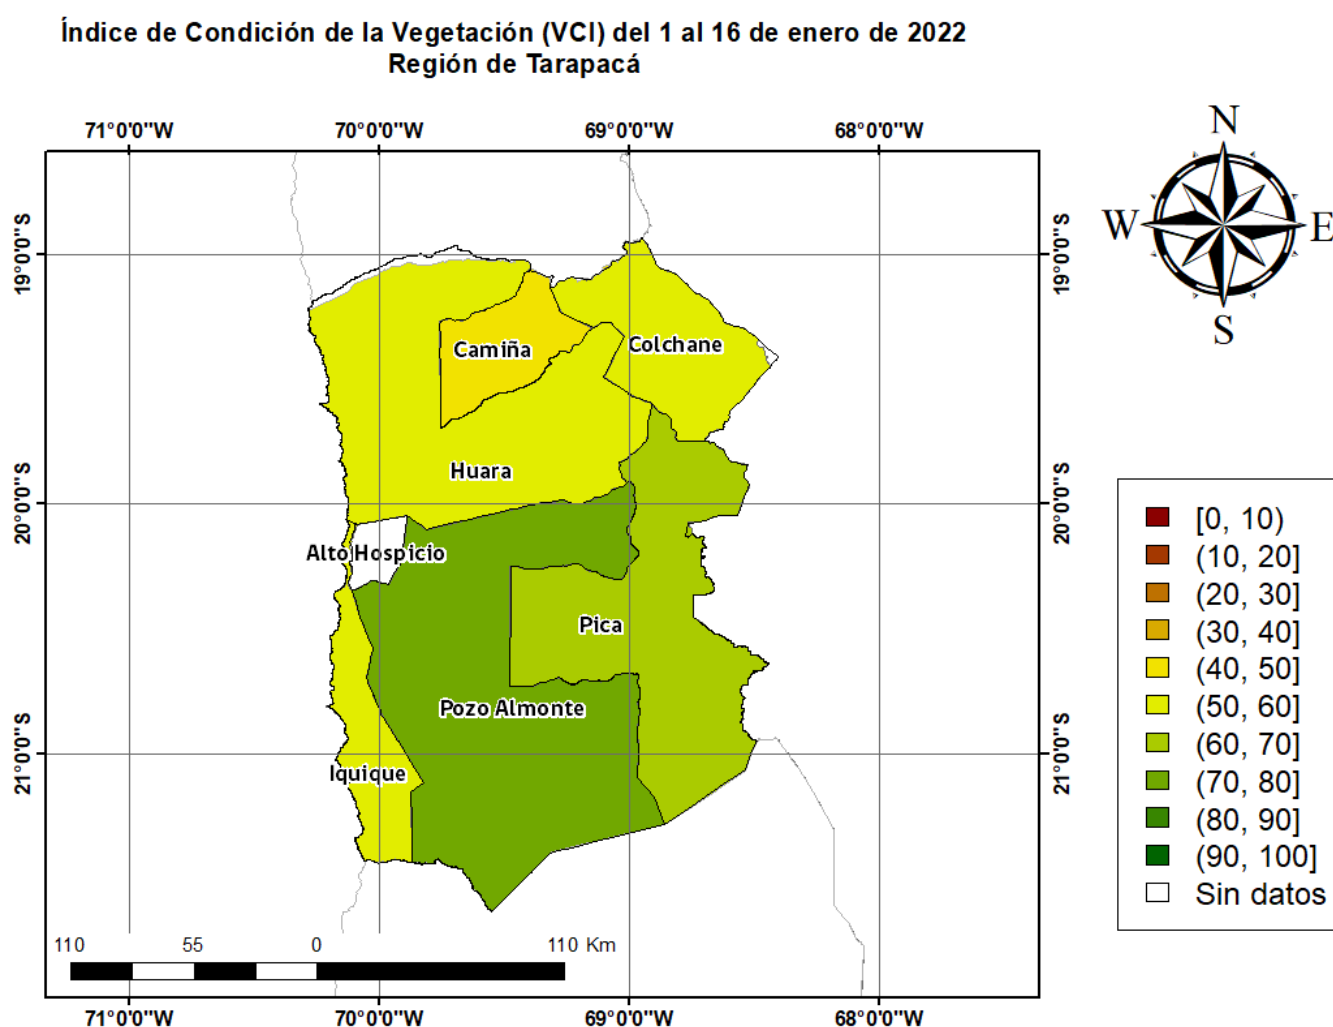 Índice de Condición de la Vegetación (VCI) del 1 al 16 de enero de 2022
Región de Tarapacá
71°0'0"W 70°0'0"W 69°0'0"W 68°0'0"W
N
W E
S
19°0'0"S 19°0'0"S
Camiña
Colchane
Huara
20°0'0"S 20°0'0"S
Alto Hospicio
Pica
Pozo Almonte
21°0'0"S 21°0'0"S
Iquique
[0, 10)
(10, 20]
(20, 30]
(30, 40]
(40, 50]
(50, 60]
(60, 70]
(70, 80]
(80, 90]
(90, 100]
Sin datos
110 55 0 110 Km
71°0'0"W 70°0'0"W 69°0'0"W 68°0'0"W